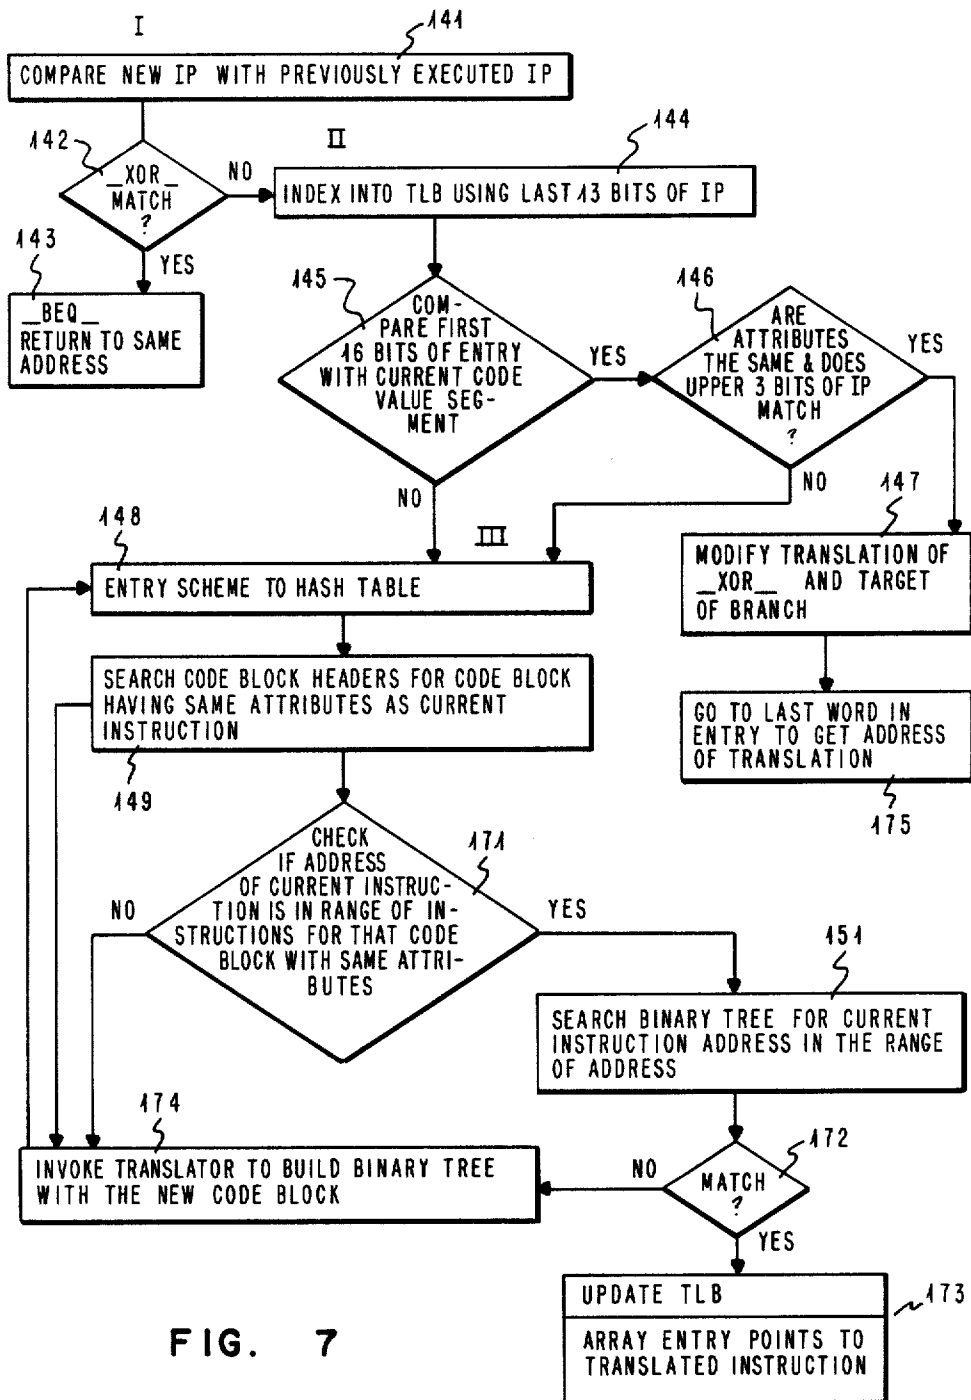 I
141
COMPARE NEW IP WITH PREVIOUSLY EXECUTED IP
142
_XOR_
MATCH
?
NO
YES
II
144
INDEX INTO TLB USING LAST 13 BITS OF IP
143
_BEQ_
RETURN TO SAME
ADDRESS
145
COM-
PARE FIRST
16 BITS OF ENTRY
WITH CURRENT CODE
VALUE SEG-
MENT
YES
NO
146
ARE
ATTRIBUTES
THE SAME & DOES
UPPER 3 BITS OF IP
MATCH
?
YES
NO
147
MODIFY TRANSLATION OF
_XOR_ AND TARGET
OF BRANCH
III
148
ENTRY SCHEME TO HASH TABLE
SEARCH CODE BLOCK HEADERS FOR CODE BLOCK
HAVING SAME ATTRIBUTES AS CURRENT
INSTRUCTION
149
GO TO LAST WORD IN
ENTRY TO GET ADDRESS
OF TRANSLATION
175
CHECK
IF ADDRESS
OF CURRENT INSTRUC-
TION IS IN RANGE OF IN-
STRUCTIONS FOR THAT CODE
BLOCK WITH SAME ATTRI-
BUTES
171
NO
YES
151
SEARCH BINARY TREE FOR CURRENT
INSTRUCTION ADDRESS IN THE RANGE
OF ADDRESS
174
INVOKE TRANSLATOR TO BUILD BINARY TREE
WITH THE NEW CODE BLOCK
172
MATCH
?
NO
YES
173
UPDATE TLB
ARRAY ENTRY POINTS TO
TRANSLATED INSTRUCTION
FIG. 7